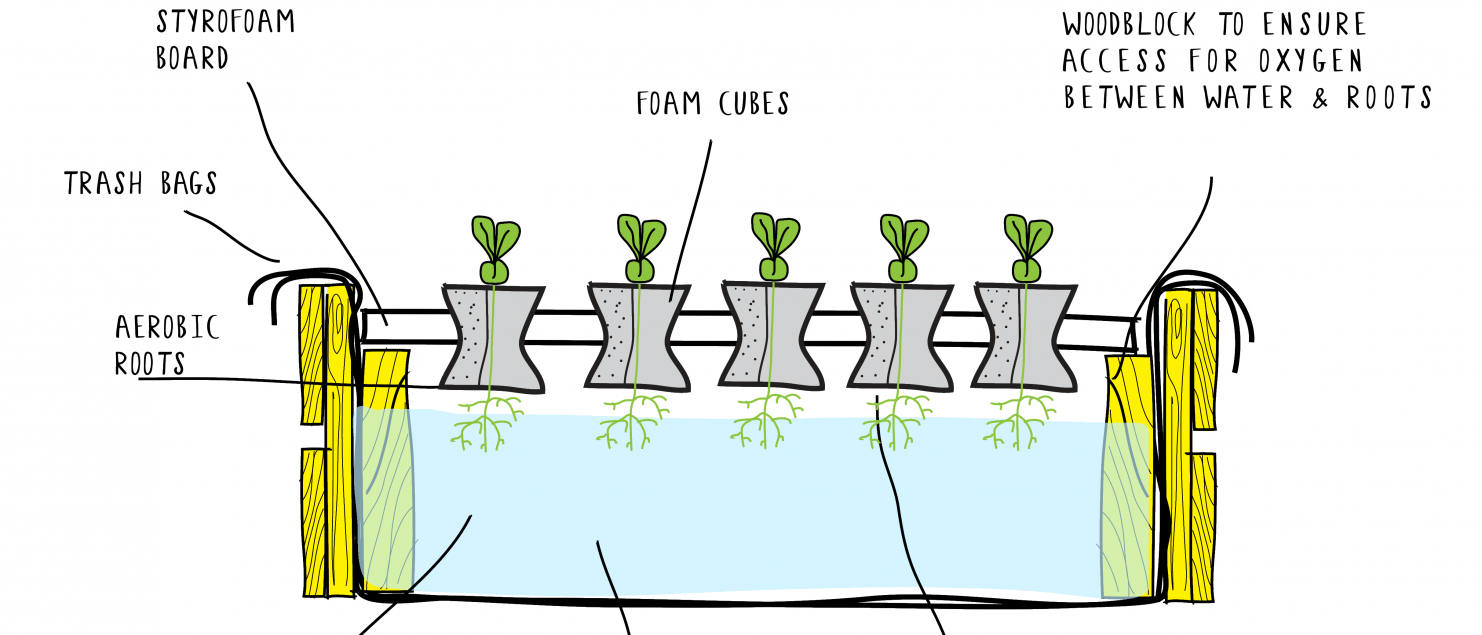 STYROFOAM
BOARD
WOODBLOCK TO ENSURE
ACCESS FOR OXYGEN
BETWEEN WATER & ROOTS
FOAM CUBES
TRASH BAGS
AEROBIC
ROOTS